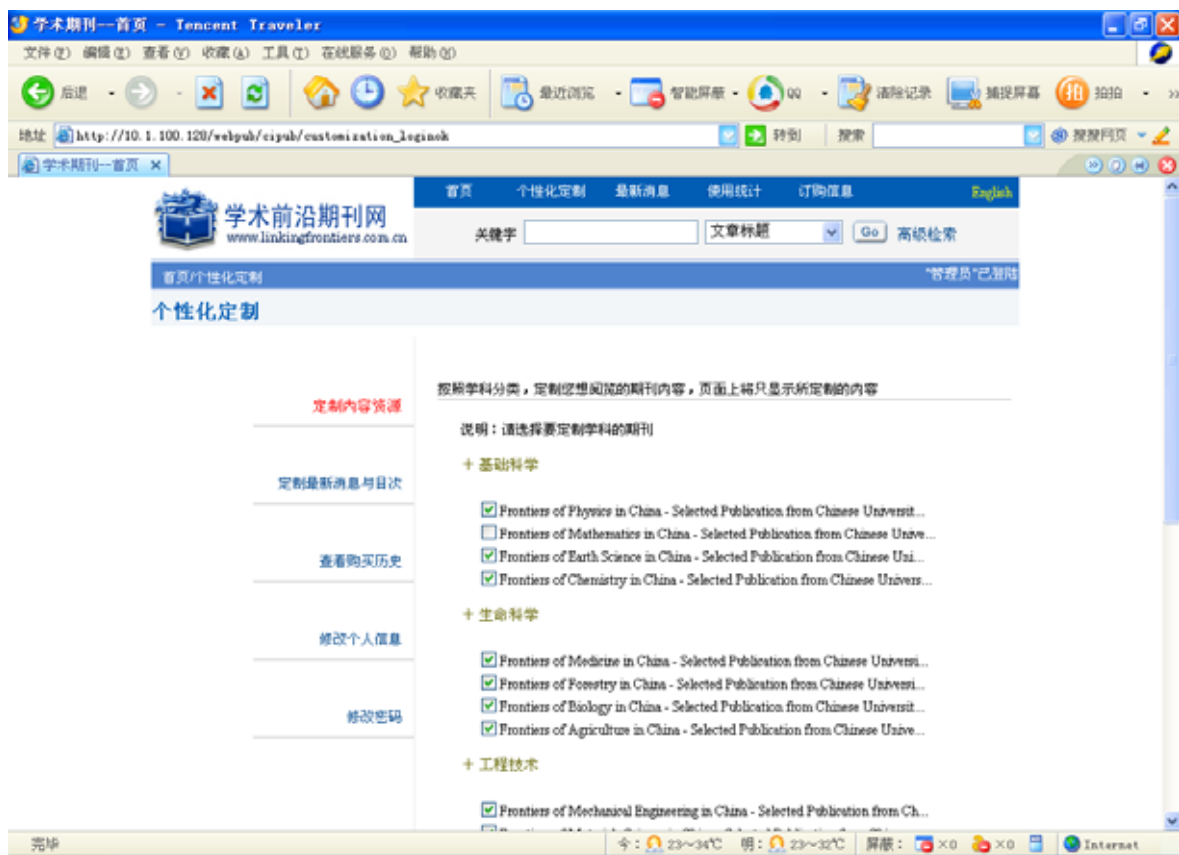 学术期刊--首页 - Tencent Traveler
文件(F) 编辑(E) 查看(V) 收藏(A) 工具(T) 在线服务(O) 帮助(H)
后退 收藏夹 最近浏览 智能屏蔽 QQ 清除记录 捕捉屏幕 拍拍
地址 http://10.1.100.120/webpub/cipub/customization_loginok 转到 搜索 搜搜网页
学术期刊--首页
首页 个性化定制 最新消息 使用统计 订购信息 English
学术前沿期刊网
www.linkingfrontiers.com.cn
关键字 文章标题 Go 高级检索
首页/个性化定制 "管理员"已登陆
个性化定制
按照学科分类，定制您想阅览的期刊内容，页面上将只显示所定制的内容
定制内容资源
说明：请选择要定制学科的期刊
+ 基础科学
定制最新消息与目次
Frontiers of Physics in China - Selected Publication from Chinese Universit...
Frontiers of Mathematics in China - Selected Publication from Chinese Unive...
Frontiers of Earth Science in China - Selected Publication from Chinese Uni...
查看购买历史
Frontiers of Chemistry in China - Selected Publication from Chinese Univers...
+ 生命科学
修改个人信息
Frontiers of Medicine in China - Selected Publication from Chinese Universi...
Frontiers of Forestry in China - Selected Publication from Chinese Universi...
Frontiers of Biology in China - Selected Publication from Chinese Universit...
修改密码
Frontiers of Agriculture in China - Selected Publication from Chinese Unive...
+ 工程技术
Frontiers of Mechanical Engineering in China - Selected Publication from Ch...
完毕 今： 23～34℃ 明： 23～32℃ 屏蔽： ×0 ×0 Internet